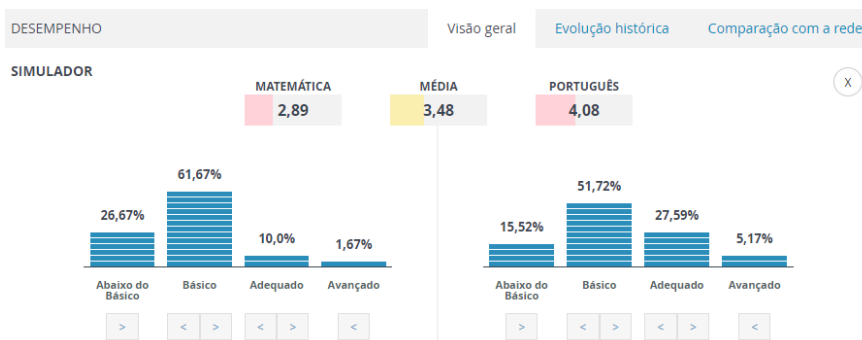 DESEMPENHO
Visão geral
Evolução histórica
Comparação com a rede
SIMULADOR
X
MATEMÁTICA
2,89
MÉDIA
3,48
PORTUGUÊS
4,08
26,67%
61,67%
10,0%
1,67%
Abaixo do
Básico
Básico
Adequado
Avançado
>
< >
< >
<
15,52%
51,72%
27,59%
5,17%
Abaixo do
Básico
Básico
Adequado
Avançado
>
< >
< >
<